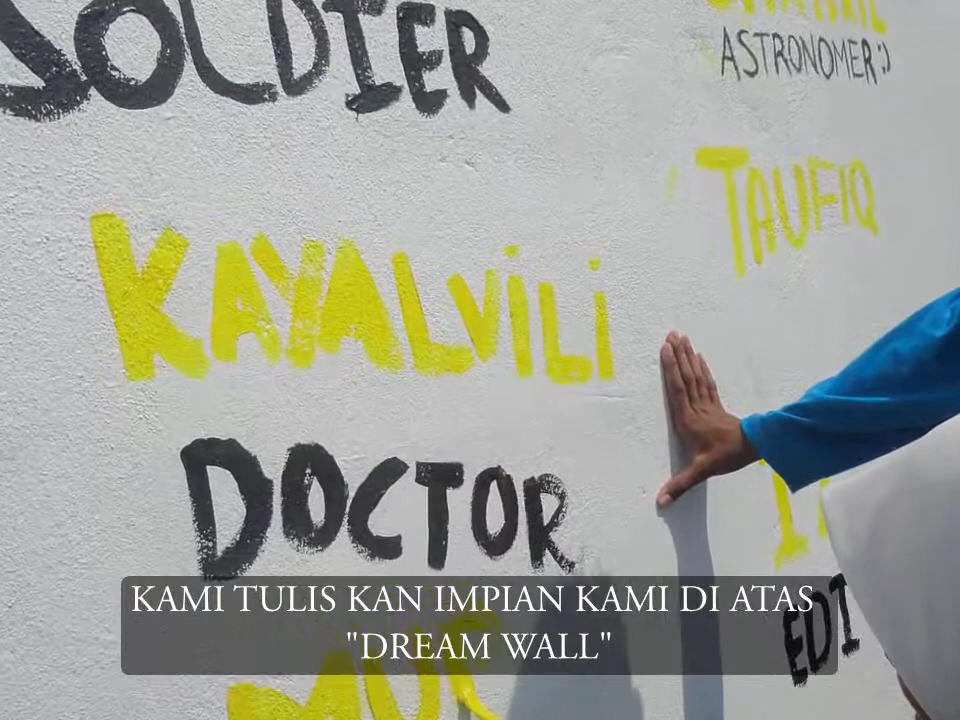 SOLDIER
ASTRONOMER:)
TAUFIQ
KAYALVILI
DOCTOR
EDI
KAMI TULIS KAN IMPIAN KAMI DI ATAS
"DREAM WALL"